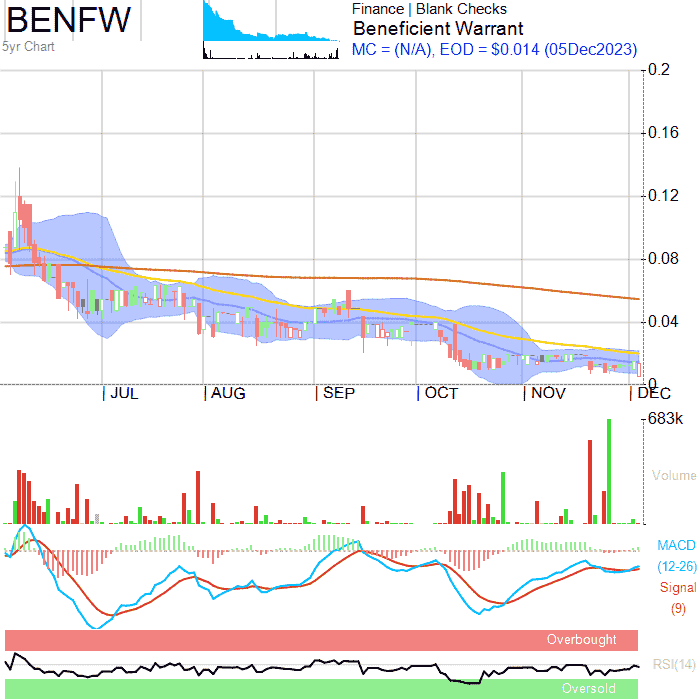 BENFW
5yr Chart
Finance | Blank Checks
Beneficient Warrant
MC = (N/A), EOD = $0.014 (05Dec2023)
0.2
0.16
0.12
0.08
0.04
0
JUL AUG SEP OCT NOV DEC
683k
Volume
MACD
(12-26)
Signal
(9)
Overbought
RSI(14)
Oversold